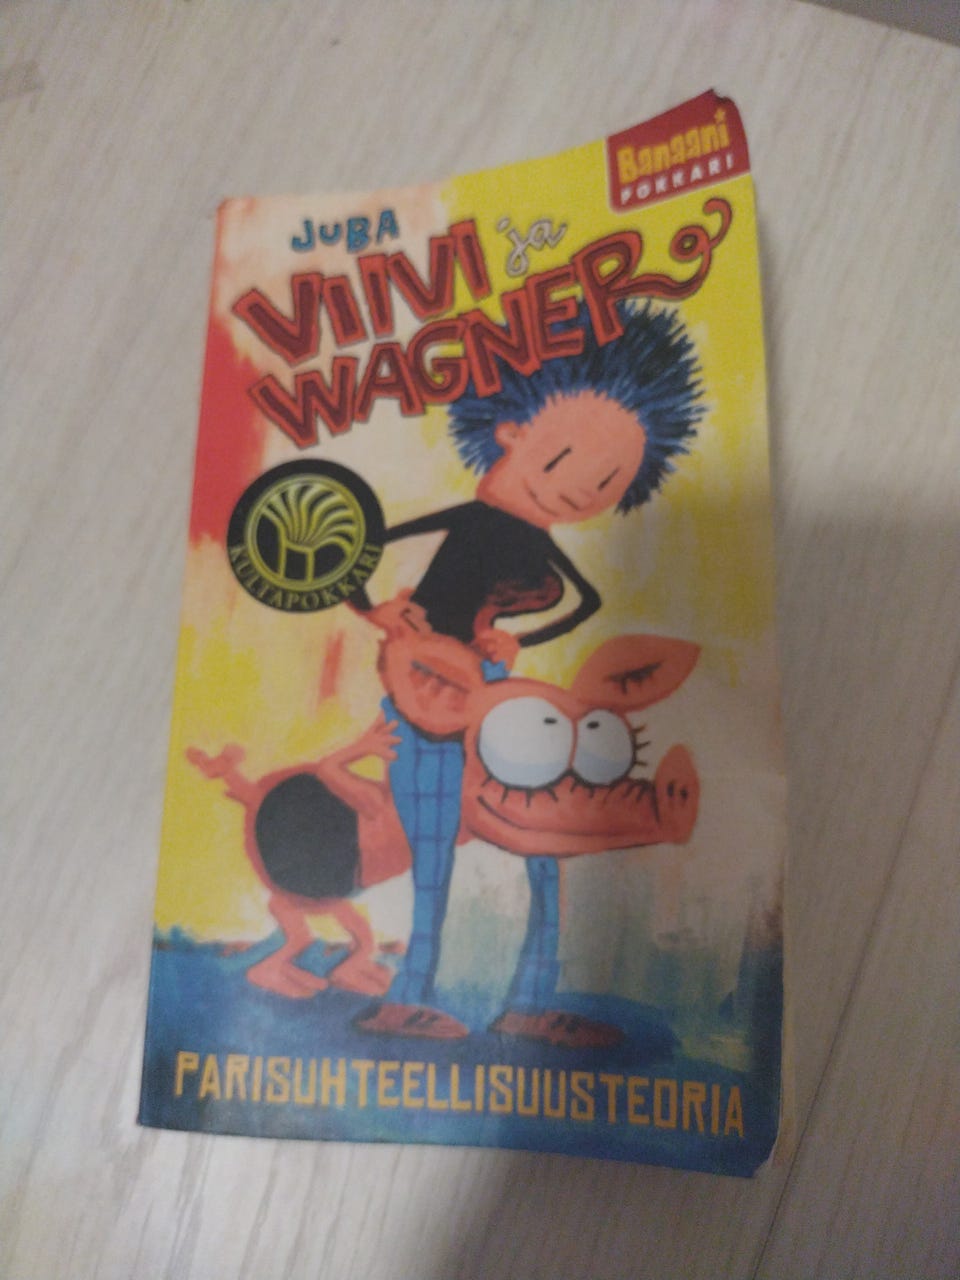 Banaani
POKKARI
JUBA
VIIVI ja
WAGNER
KULTAPOKKARI
PARISUHTEELLISUUSTEORIA